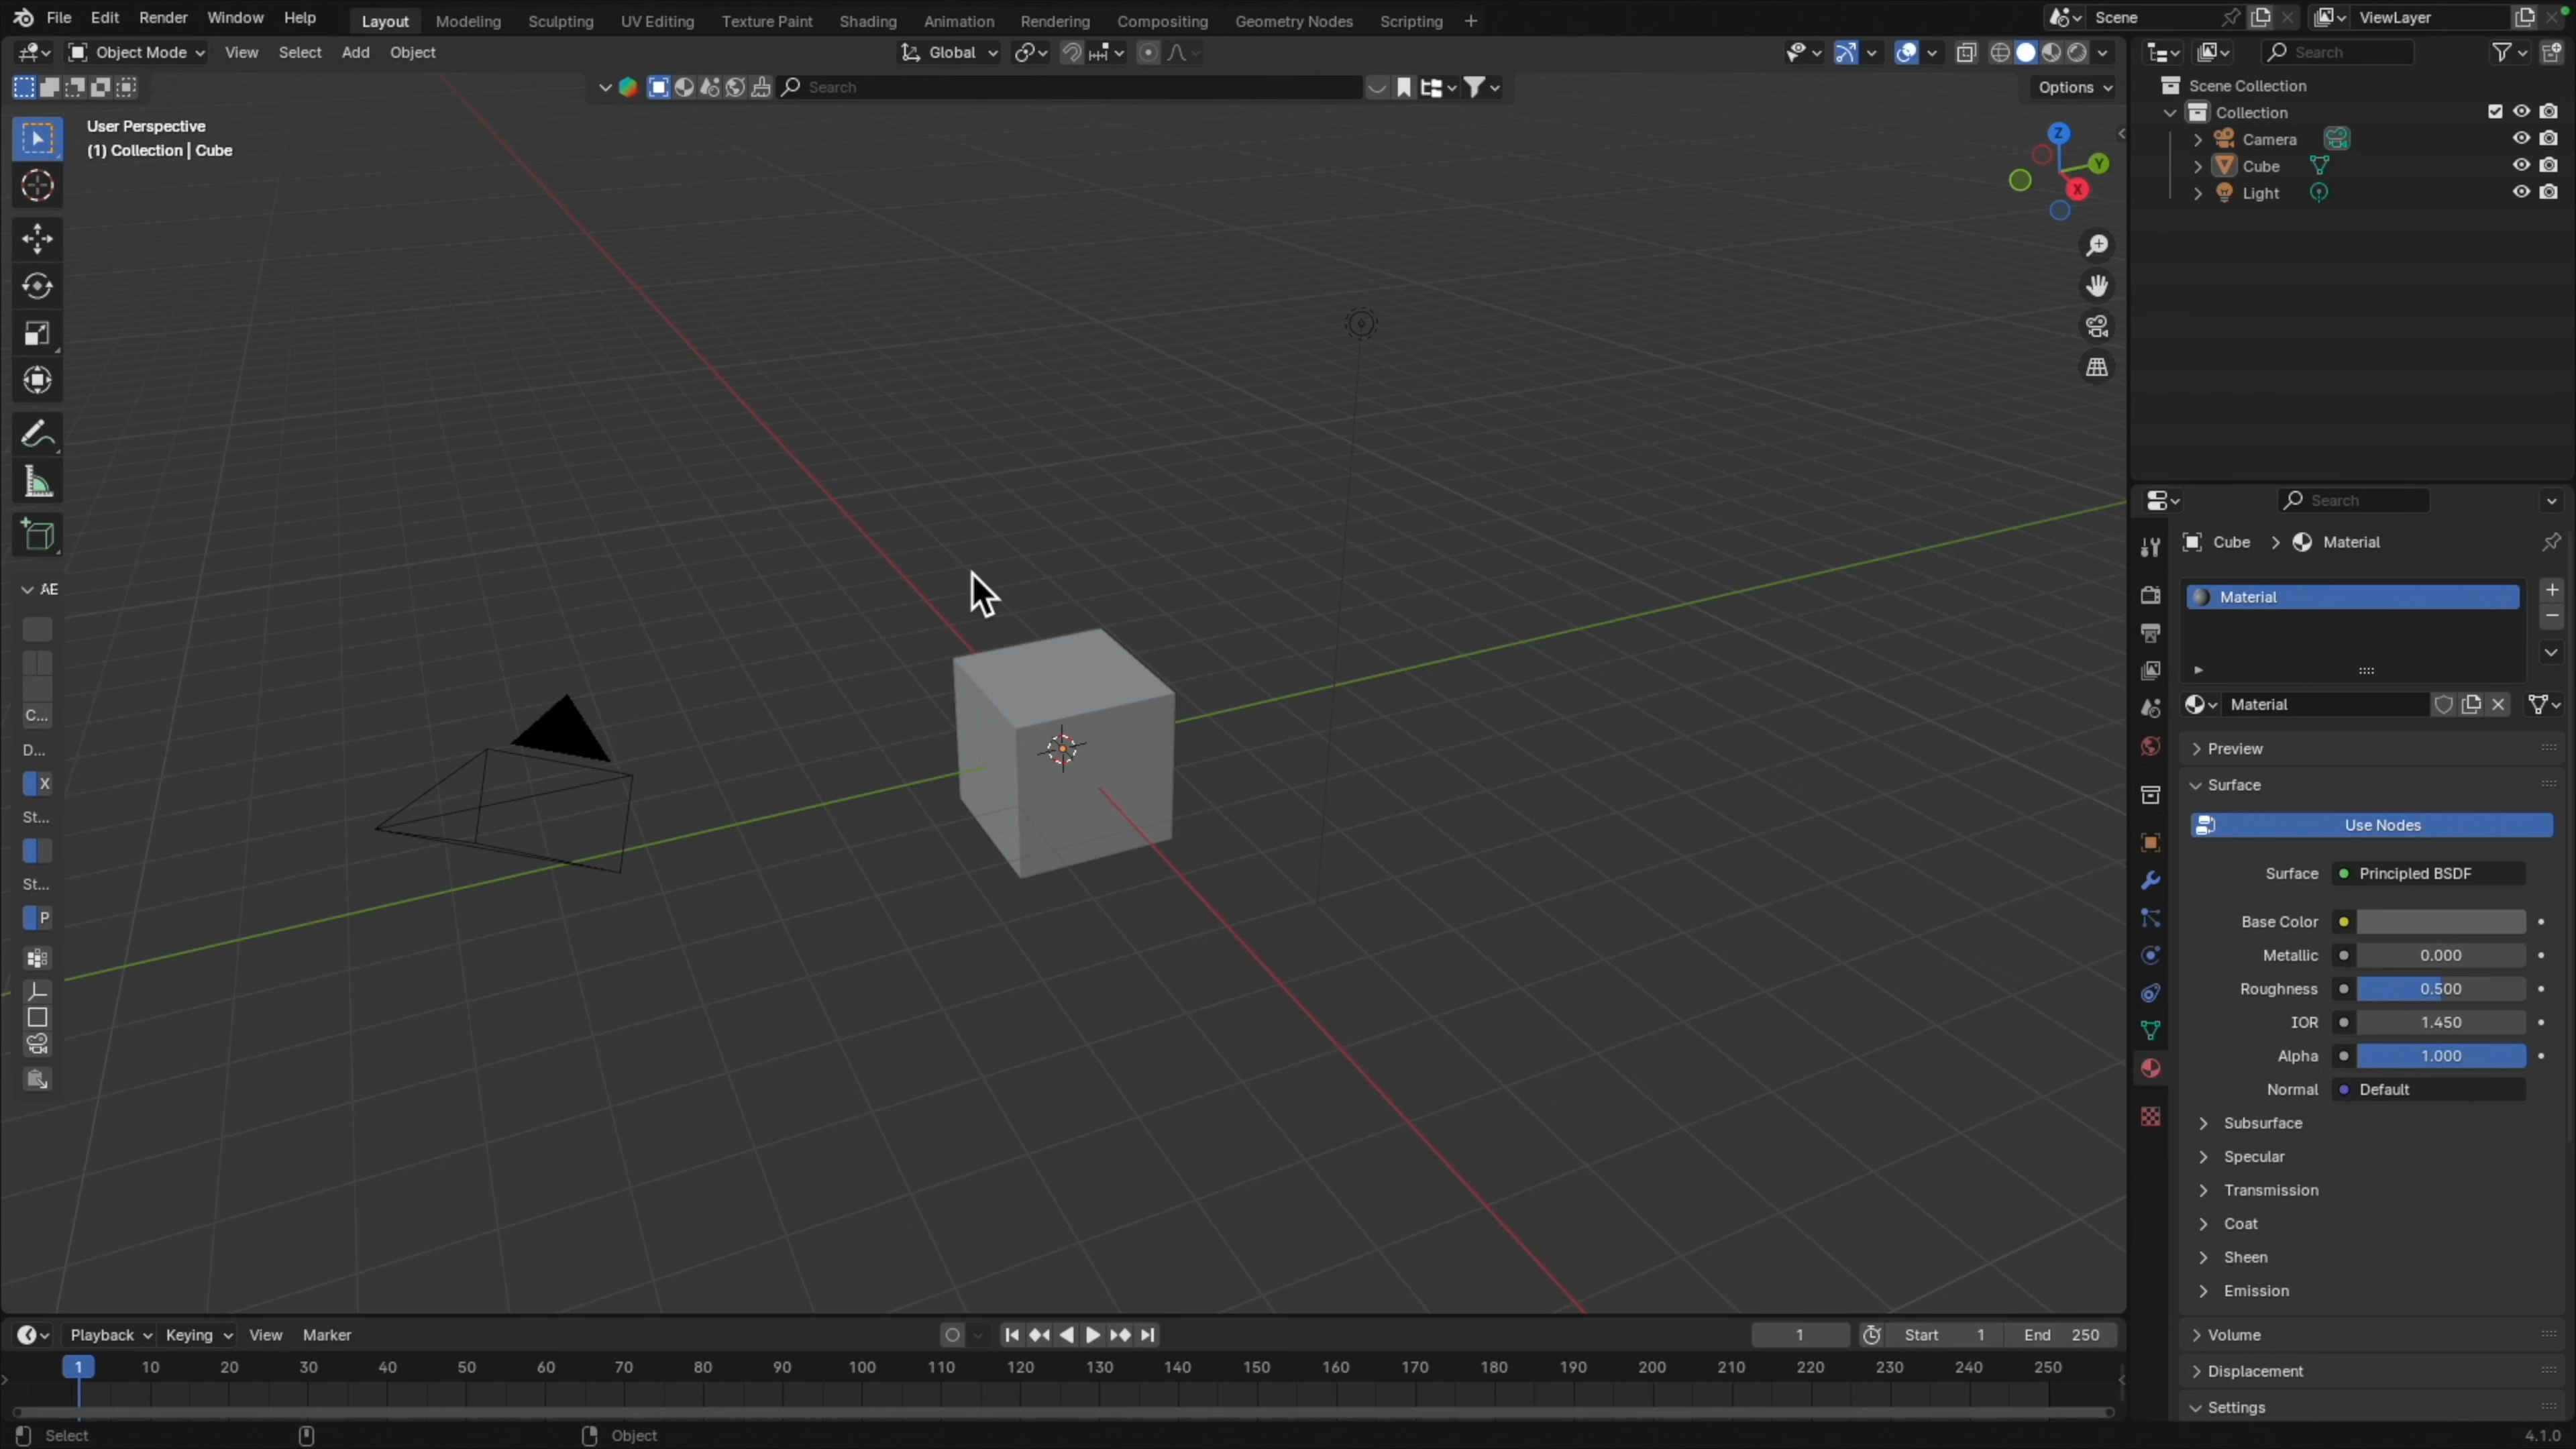 File Edit Render Window Help Layout Modeling Sculpting UV Editing Texture Paint Shading Animation Rendering Compositing Geometry Nodes Scripting + Scene ViewLayer
Object Mode View Select Add Object Global Search
Search Options
User Perspective
(1) Collection | Cube
Z
Y
X
Scene Collection
Collection
Camera
Cube
Light
AE
C...
D...
X
St...
St...
P
Search
Cube > Material
Material
Material
Preview
Surface
Use Nodes
Surface Principled BSDF
Base Color
Metallic 0.000
Roughness 0.500
IOR 1.450
Alpha 1.000
Normal Default
Subsurface
Specular
Transmission
Coat
Sheen
Emission
Volume
Displacement
Settings
Playback Keying View Marker 1 Start 1 End 250
1 10 20 30 40 50 60 70 80 90 100 110 120 130 140 150 160 170 180 190 200 210 220 230 240 250
Select Object 4.1.0